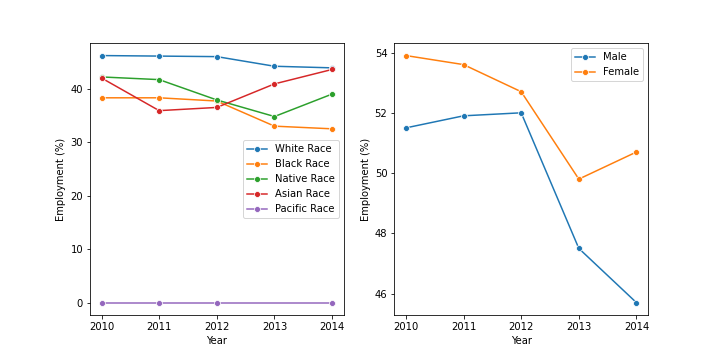 Employment (%)
40
30
20
10
0
2010 2011 2012 2013 2014
Year
White Race
Black Race
Native Race
Asian Race
Pacific Race
Employment (%)
54
52
50
48
46
2010 2011 2012 2013 2014
Year
Male
Female